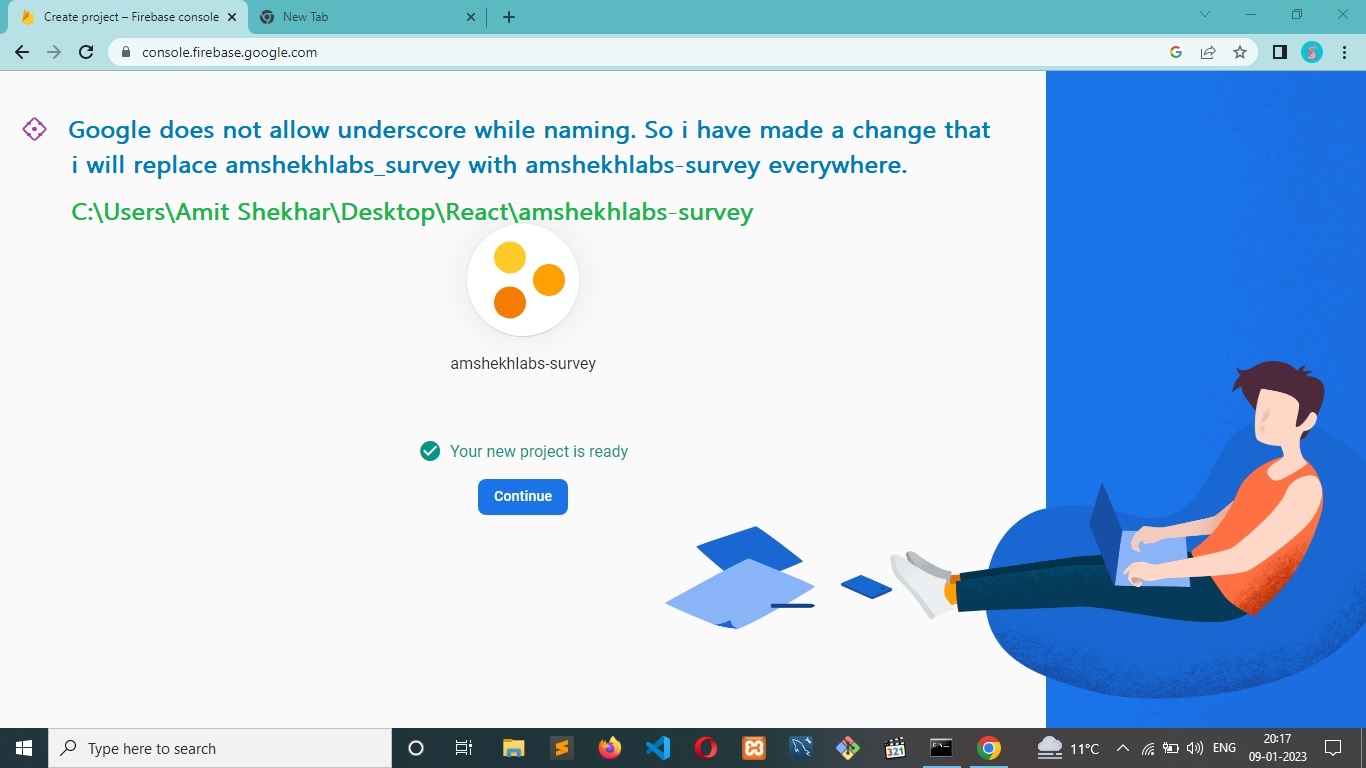 Create project – Firebase console
New Tab
console.firebase.google.com
Google does not allow underscore while naming. So i have made a change that
i will replace amshekhlabs_survey with amshekhlabs-survey everywhere.
C:\Users\Amit Shekhar\Desktop\React\amshekhlabs-survey
amshekhlabs-survey
Your new project is ready
Continue
Type here to search
321
11°C
ENG
20:17
09-01-2023